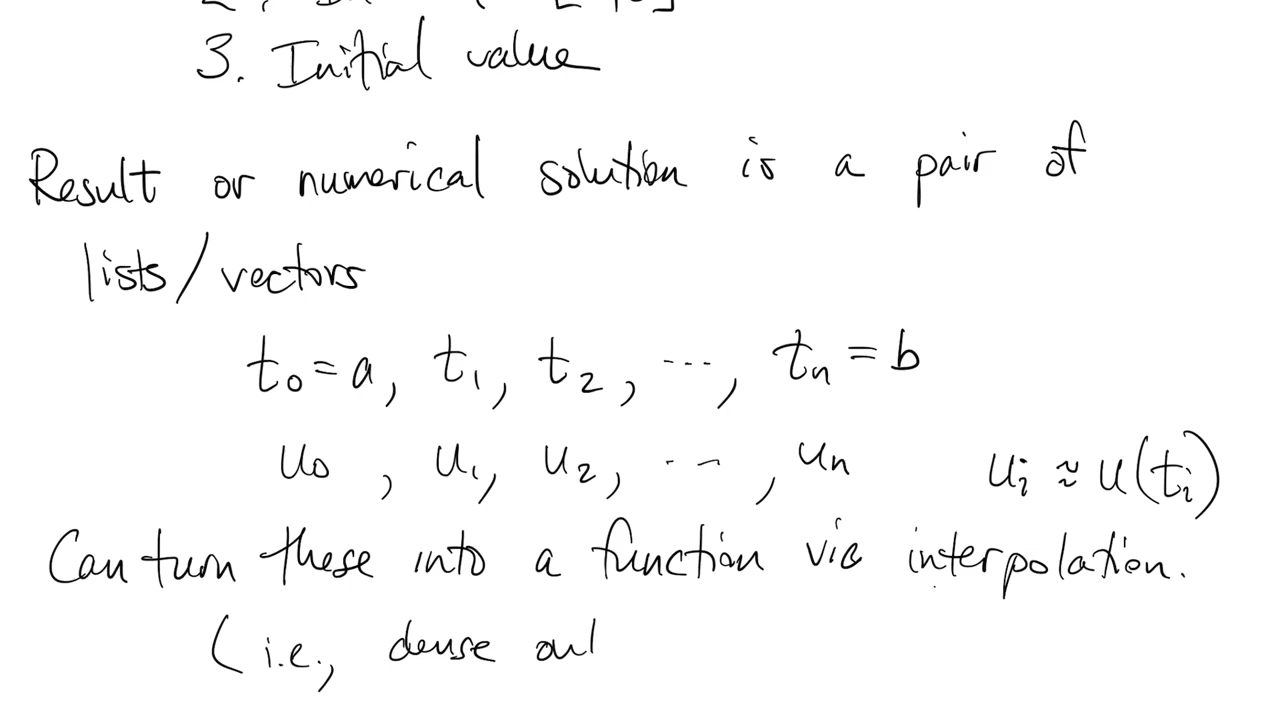 3. Initial value
Result or numerical solution is a pair of
lists/vectors
t₀ = a, t₁, t₂, ..., tₙ = b
u₀, u₁, u₂, ..., uₙ uᵢ ≈ u(tᵢ)
Can turn these into a function via interpolation.
(i.e., dense out